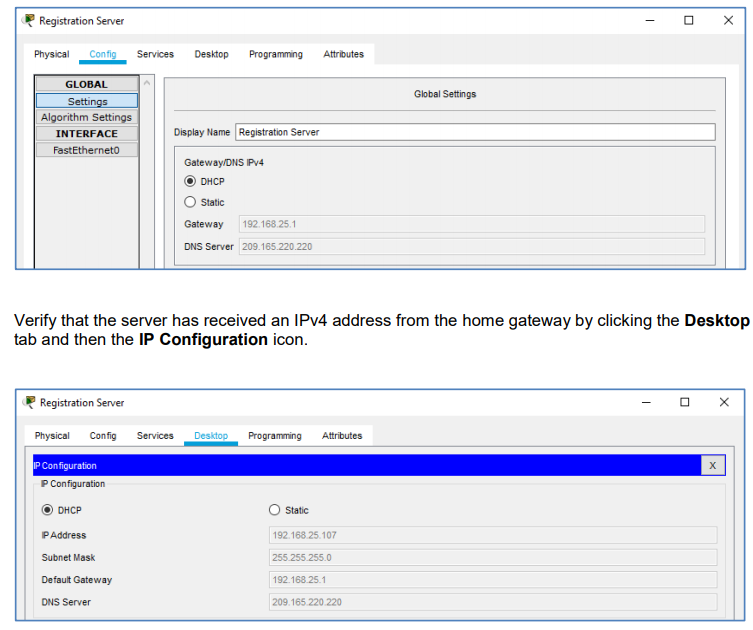 Registration Server
Physical Config Services Desktop Programming Attributes
GLOBAL
Settings
Algorithm Settings
INTERFACE
FastEthernet0
Global Settings
Display Name Registration Server
Gateway/DNS IPv4
DHCP
Static
Gateway 192.168.25.1
DNS Server 209.165.220.220
Verify that the server has received an IPv4 address from the home gateway by clicking the Desktop
tab and then the IP Configuration icon.
Registration Server
Physical Config Services Desktop Programming Attributes
IP Configuration X
IP Configuration
DHCP Static
IP Address 192.168.25.107
Subnet Mask 255.255.255.0
Default Gateway 192.168.25.1
DNS Server 209.165.220.220